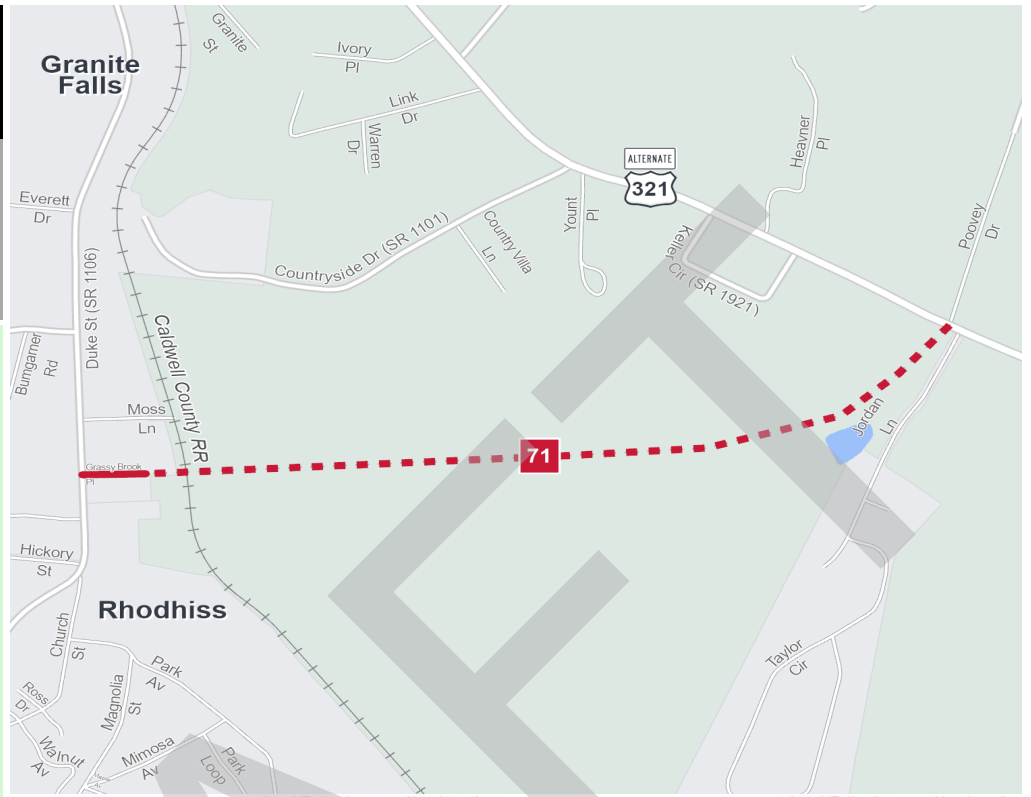 Granite
St
Ivory
Pl
Granite
Falls
Link
Dr
Warren
Dr
Heavner
Pl
ALTERNATE
321
Everett
Dr
Yount
Pl
Poovey
Dr
Country Villa
Ln
Countryside Dr (SR 1101)
Keller
Cir (SR 1921)
Duke St (SR 1106)
Caldwell County RR
Bumgarner
Rd
Moss
Ln
Jordan
Ln
71
Grassy Brook
Pl
Hickory
St
Rhodhiss
Church
St
Park
Av
Taylor
Cir
Ross
Dr
Magnolia
St
Walnut
Av
Mimosa
Av
Park
Loop